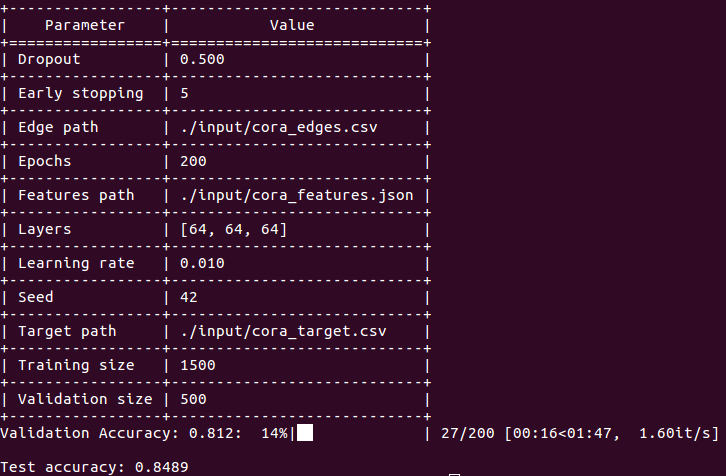 +-----------------+---------------------------+
|    Parameter    |           Value           |
+=================+===========================+
| Dropout         | 0.500                     |
+-----------------+---------------------------+
| Early stopping  | 5                         |
+-----------------+---------------------------+
| Edge path       | ./input/cora_edges.csv    |
+-----------------+---------------------------+
| Epochs          | 200                       |
+-----------------+---------------------------+
| Features path   | ./input/cora_features.json |
+-----------------+---------------------------+
| Layers          | [64, 64, 64]              |
+-----------------+---------------------------+
| Learning rate   | 0.010                     |
+-----------------+---------------------------+
| Seed            | 42                        |
+-----------------+---------------------------+
| Target path     | ./input/cora_target.csv   |
+-----------------+---------------------------+
| Training size   | 1500                      |
+-----------------+---------------------------+
| Validation size | 500                       |
+-----------------+---------------------------+
Validation Accuracy: 0.812:  14%|█▋            | 27/200 [00:16<01:47,  1.60it/s]
Test accuracy: 0.8489